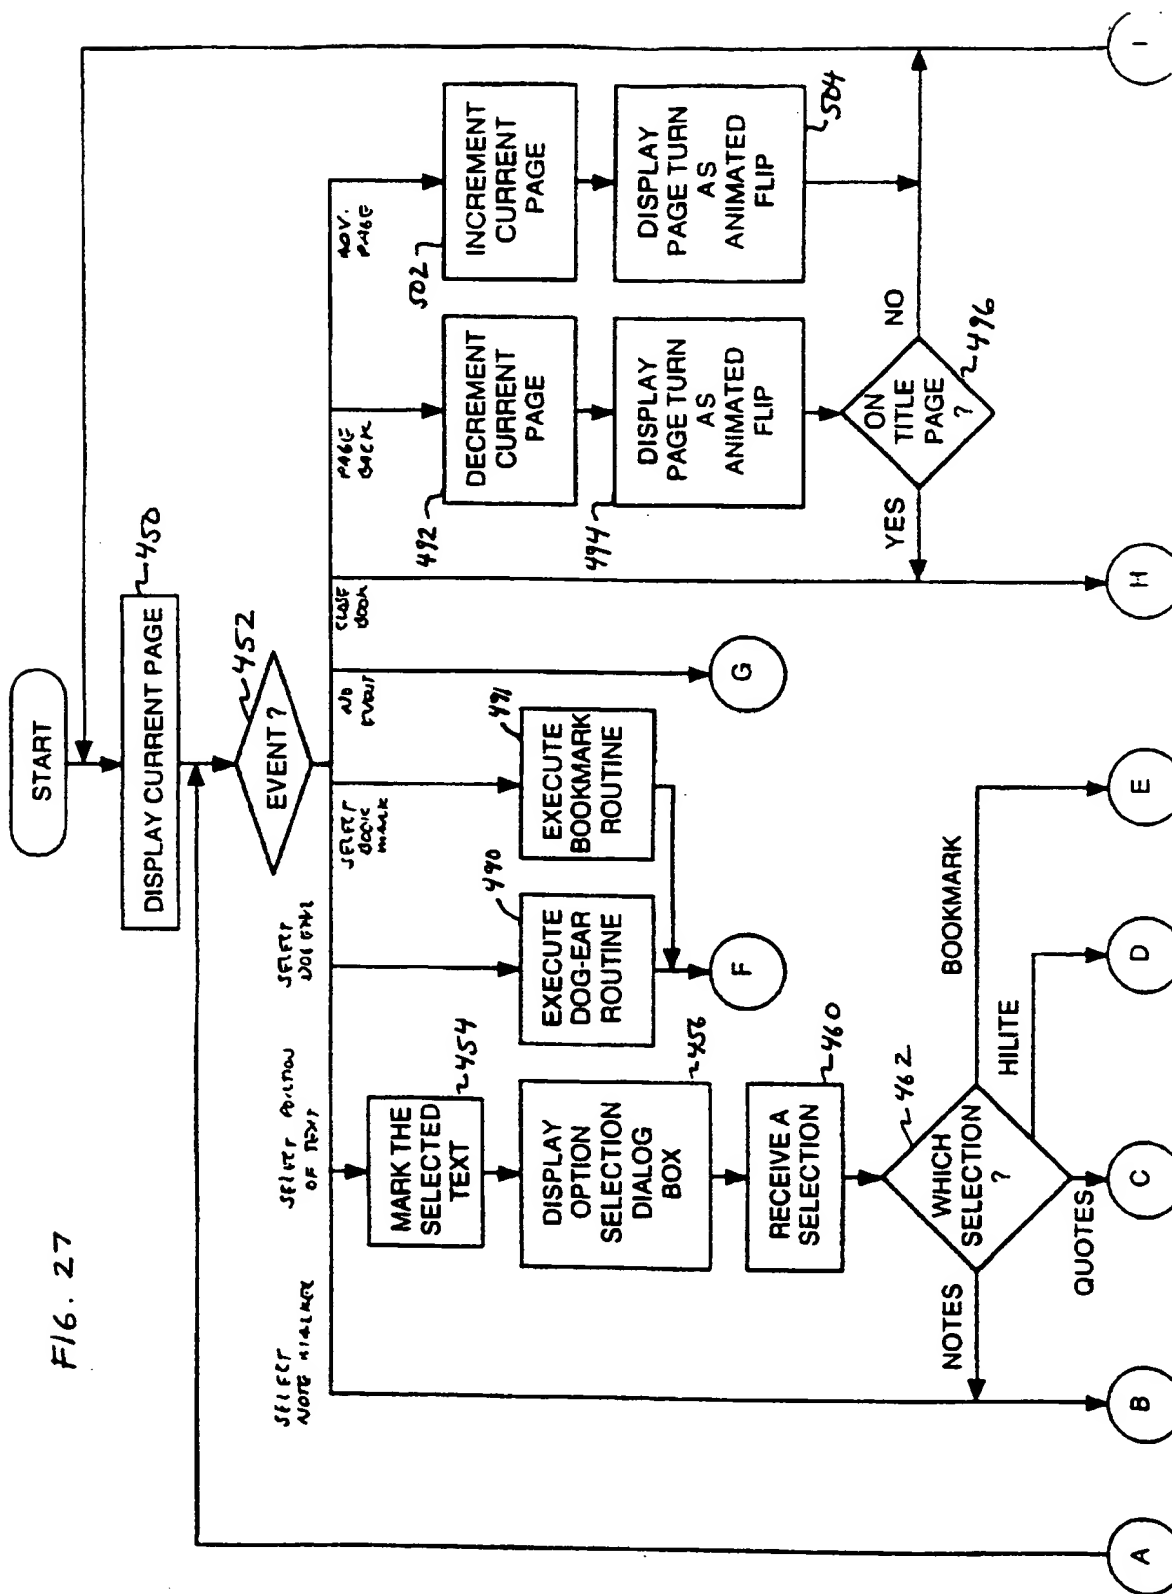 FIG. 27
START
DISPLAY CURRENT PAGE
450
EVENT ?
452
SELECT
NOTE MARKER
SELECT PORTION
OF TEXT
SELECT
DOG EAR
SELECT
BOOK
MARK
NO
EVENT
CLOSE
BOOK
PAGE
BACK
ADV.
PAGE
MARK THE
SELECTED
TEXT
454
DISPLAY
OPTION
SELECTION
DIALOG
BOX
456
RECEIVE A
SELECTION
460
WHICH
SELECTION
?
462
NOTES
QUOTES
HILITE
BOOKMARK
EXECUTE
DOG-EAR
ROUTINE
490
EXECUTE
BOOKMARK
ROUTINE
491
DECREMENT
CURRENT
PAGE
492
DISPLAY
PAGE TURN
AS
ANIMATED
FLIP
494
ON
TITLE
PAGE
?
496
YES
NO
INCREMENT
CURRENT
PAGE
502
DISPLAY
PAGE TURN
AS
ANIMATED
FLIP
504
F
G
A
B
C
D
E
H
I